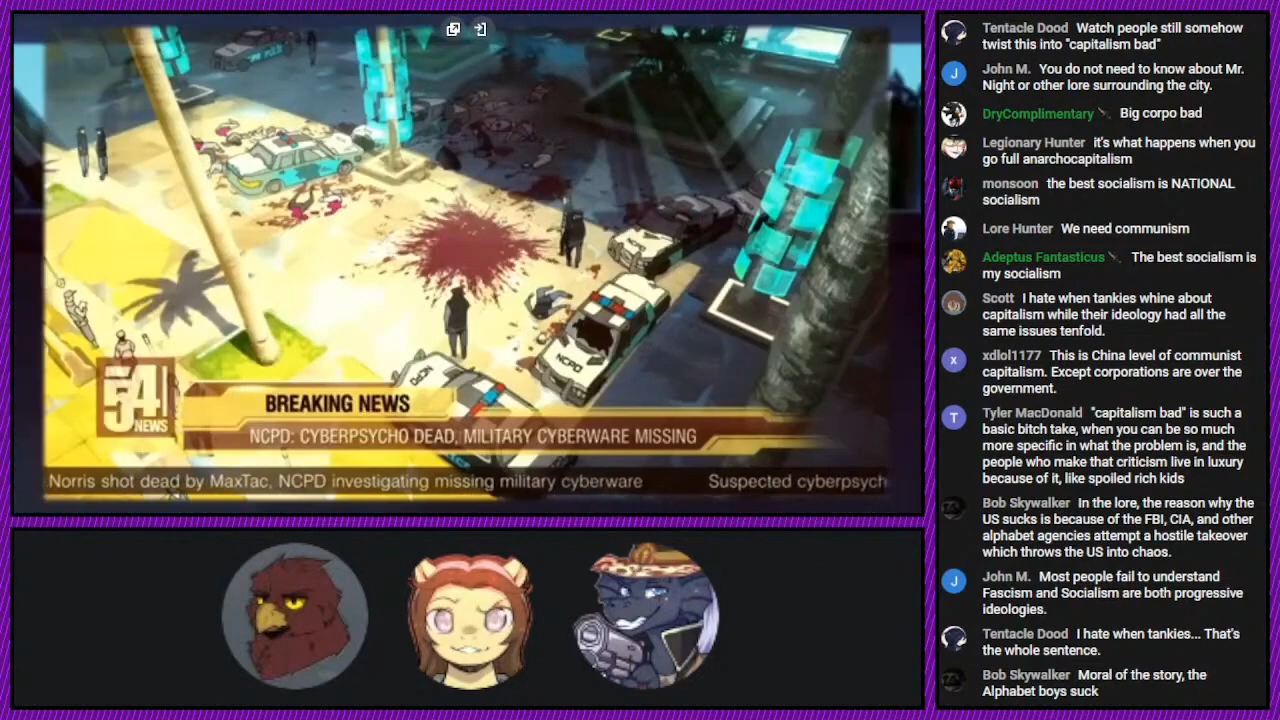 NCPD
NCPD
54!
NEWS
BREAKING NEWS
NCPD: CYBERPSYCHO DEAD, MILITARY CYBERWARE MISSING
Norris shot dead by MaxTac, NCPD investigating missing military cyberware
Suspected cyberpsych
Tentacle Dood Watch people still somehow
twist this into "capitalism bad"
J
John M. You do not need to know about Mr.
Night or other lore surrounding the city.
DryComplimentary Big corpo bad
Legionary Hunter it's what happens when you
go full anarchocapitalism
monsoon the best socialism is NATIONAL
socialism
Lore Hunter We need communism
Adeptus Fantasticus The best socialism is
my socialism
Scott I hate when tankies whine about
capitalism while their ideology had all the
same issues tenfold.
x
xdlol1177 This is China level of communist
capitalism. Except corporations are over the
government.
T
Tyler MacDonald "capitalism bad" is such a
basic bitch take, when you can be so much
more specific in what the problem is, and the
people who make that criticism live in luxury
because of it, like spoiled rich kids
Bob Skywalker In the lore, the reason why the
US sucks is because of the FBI, CIA, and other
alphabet agencies attempt a hostile takeover
which throws the US into chaos.
J
John M. Most people fail to understand
Fascism and Socialism are both progressive
ideologies.
Tentacle Dood I hate when tankies... That's
the whole sentence.
Bob Skywalker Moral of the story, the
Alphabet boys suck